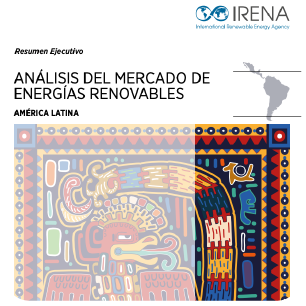 IRENA
International Renewable Energy Agency
Resumen Ejecutivo
ANÁLISIS DEL MERCADO DE
ENERGÍAS RENOVABLES
AMÉRICA LATINA